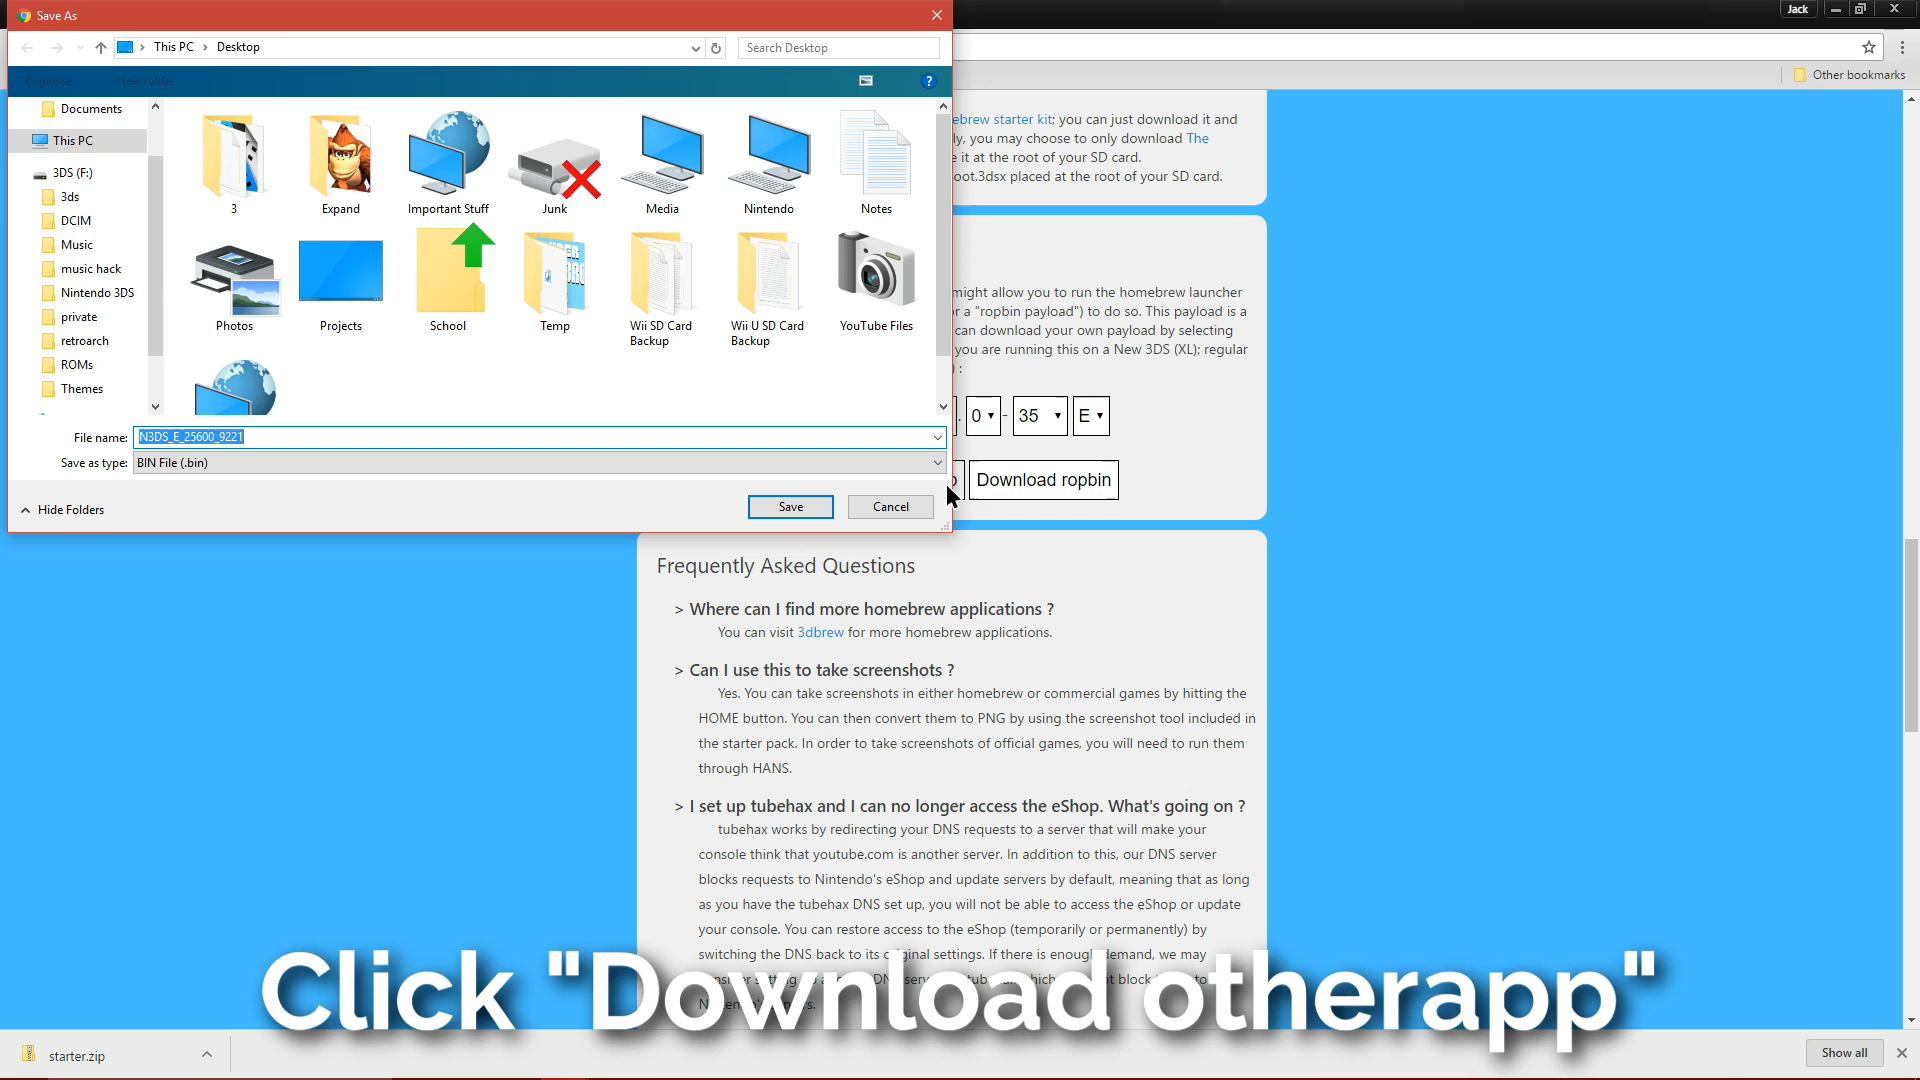 Save As
Jack
This PC
Desktop
Search Desktop
Organise
New folder
?
Other bookmarks
Documents
This PC
3DS (F:)
3ds
DCIM
Music
music hack
Nintendo 3DS
private
retroarch
ROMs
Themes
3
Expand
Important Stuff
Junk
Media
Nintendo
Notes
Photos
Projects
School
Temp
Wii SD Card
Backup
Wii U SD Card
Backup
YouTube Files
File name: N3DS_E_25600_9221
Save as type: BIN File (.bin)
Hide Folders
Save
Cancel
ebrew starter kit; you can just download it and
ly, you may choose to only download The
e it at the root of your SD card.
oot.3dsx placed at the root of your SD card.
might allow you to run the homebrew launcher
or a "ropbin payload") to do so. This payload is a
can download your own payload by selecting
you are running this on a New 3DS (XL); regular
) :
. 0 - 35 E
Download ropbin
Frequently Asked Questions
> Where can I find more homebrew applications ?
You can visit 3dbrew for more homebrew applications.
> Can I use this to take screenshots ?
Yes. You can take screenshots in either homebrew or commercial games by hitting the
HOME button. You can then convert them to PNG by using the screenshot tool included in
the starter pack. In order to take screenshots of official games, you will need to run them
through HANS.
> I set up tubehax and I can no longer access the eShop. What's going on ?
tubehax works by redirecting your DNS requests to a server that will make your
console think that youtube.com is another server. In addition to this, our DNS server
blocks requests to Nintendo's eShop and update servers by default, meaning that as long
as you have the tubehax DNS set up, you will not be able to access the eShop or update
your console. You can restore access to the eShop (temporarily or permanently) by
switching the DNS back to its original settings. If there is enough demand, we may
Click "Download otherapp"
starter.zip
Show all